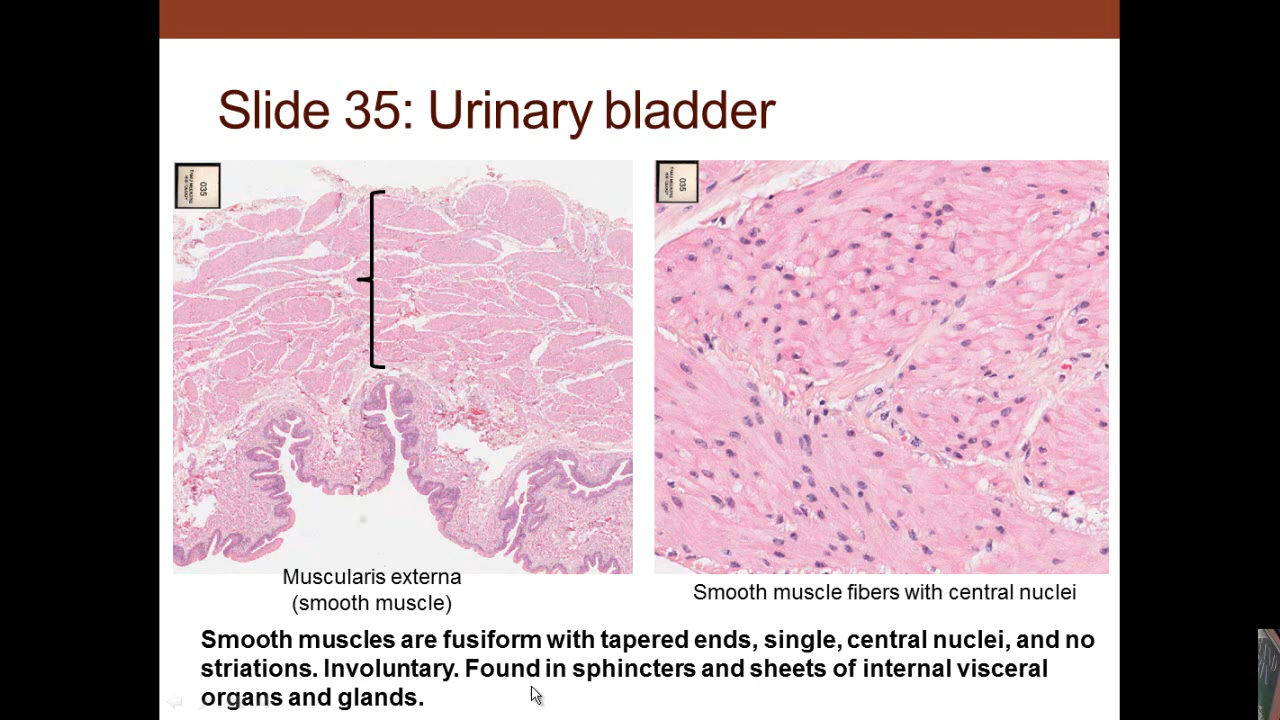 Slide 35: Urinary bladder
035
035
Muscularis externa
(smooth muscle)
Smooth muscle fibers with central nuclei
Smooth muscles are fusiform with tapered ends, single, central nuclei, and no
striations. Involuntary. Found in sphincters and sheets of internal visceral
organs and glands.